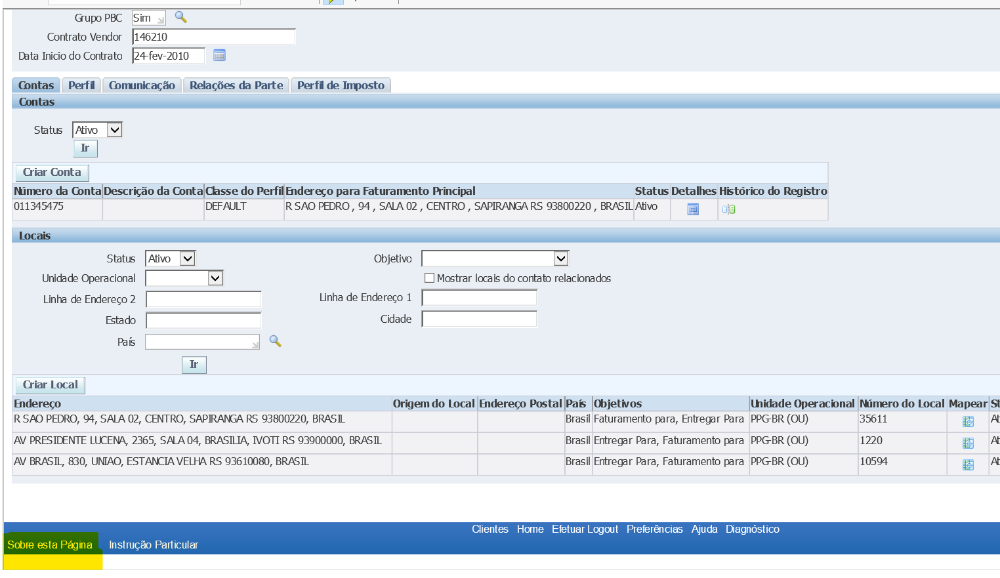 Grupo PBC Sim
Contrato Vendor 146210
Data Inicio do Contrato 24-fev-2010
Contas Perfil Comunicação Relações da Parte Perfil de Imposto
Contas
Status Ativo
Ir
Criar Conta
Número da Conta Descrição da Conta Classe do Perfil Endereço para Faturamento Principal Status Detalhes Histórico do Registro
011345475 DEFAULT R SAO PEDRO , 94 , SALA 02 , CENTRO , SAPIRANGA RS 93800220 , BRASIL Ativo
Locais
Status Ativo Objetivo
Unidade Operacional Mostrar locais do contato relacionados
Linha de Endereço 2 Linha de Endereço 1
Estado Cidade
País
Ir
Criar Local
Endereço Origem do Local Endereço Postal País Objetivos Unidade Operacional Número do Local Mapear St
R SAO PEDRO, 94, SALA 02, CENTRO, SAPIRANGA RS 93800220, BRASIL Brasil Faturamento para, Entregar Para PPG-BR (OU) 35611 At
AV PRESIDENTE LUCENA, 2365, SALA 04, BRASILIA, IVOTI RS 93900000, BRASIL Brasil Entregar Para, Faturamento para PPG-BR (OU) 1220 At
AV BRASIL, 830, UNIAO, ESTANCIA VELHA RS 93610080, BRASIL Brasil Entregar Para, Faturamento para PPG-BR (OU) 10594 At
Clientes Home Efetuar Logout Preferências Ajuda Diagnóstico
Sobre esta Página Instrução Particular